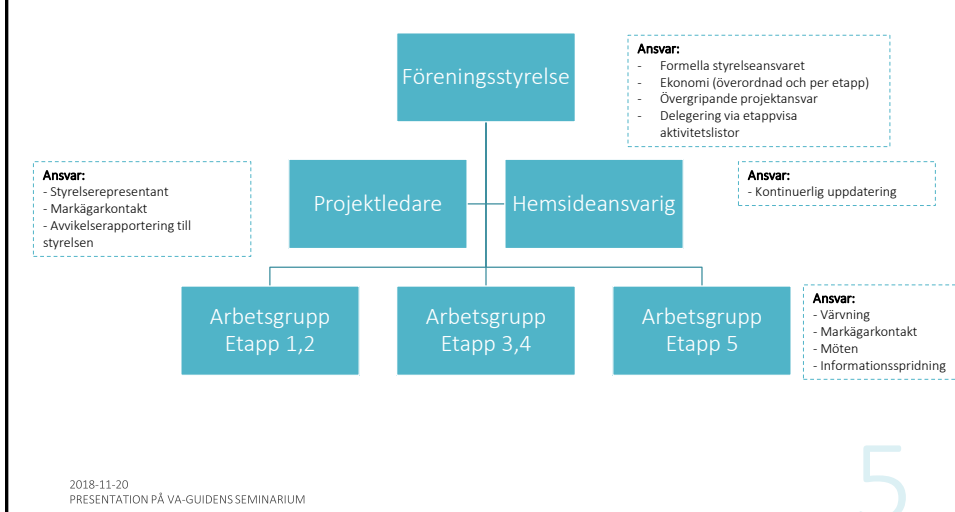 Föreningsstyrelse
Ansvar:
- Formella styrelseansvaret
- Ekonomi (överordnad och per etapp)
- Övergripande projektansvar
- Delegering via etappvisa
aktivitetslistor
Ansvar:
- Styrelserepresentant
- Markägarkontakt
- Avvikelserapportering till
styrelsen
Projektledare
Hemsideansvarig
Ansvar:
- Kontinuerlig uppdatering
Arbetsgrupp
Etapp 1,2
Arbetsgrupp
Etapp 3,4
Arbetsgrupp
Etapp 5
Ansvar:
- Värvning
- Markägarkontakt
- Möten
- Informationsspridning
2018-11-20
PRESENTATION PÅ VA-GUIDENS SEMINARIUM
5